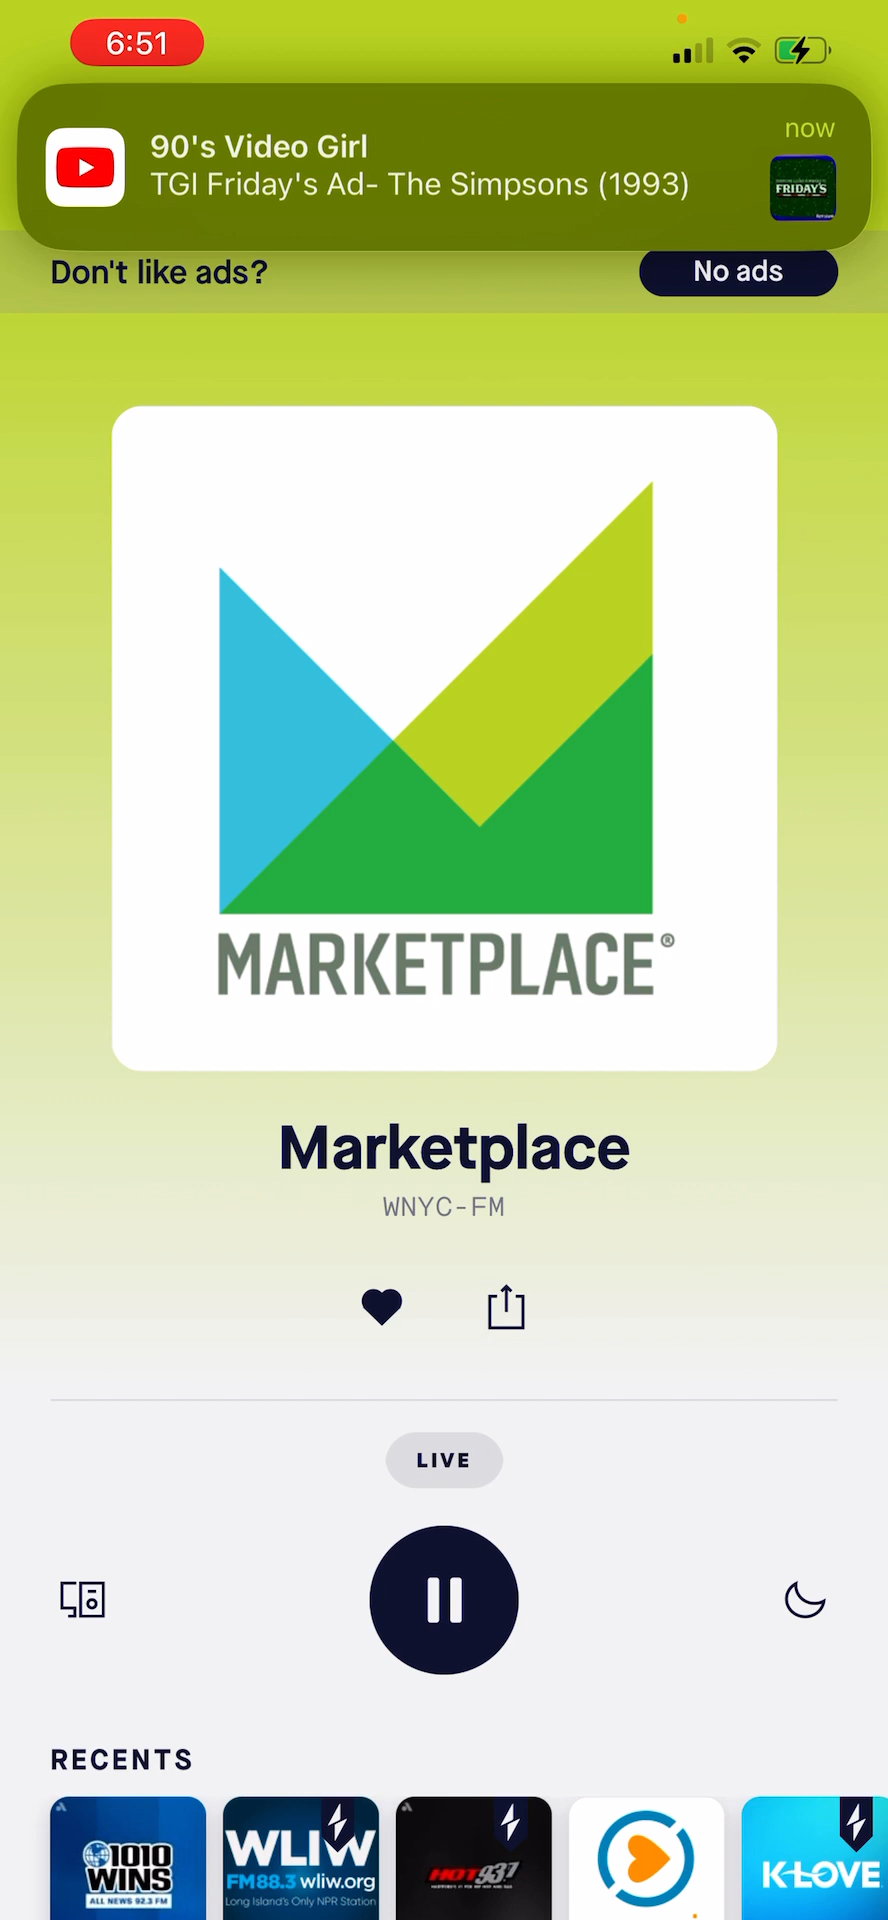 6:51
90's Video Girl
now
TGI Friday's Ad- The Simpsons (1993)
FRIDAY'S
Don't like ads?
No ads
MARKETPLACE®
Marketplace
WNYC-FM
LIVE
RECENTS
1010
WINS
ALL NEWS 92.3 FM
WLIW
FM88.3 wliw.org
Long Island's Only NPR Station
HOT 93.7
K-LOVE